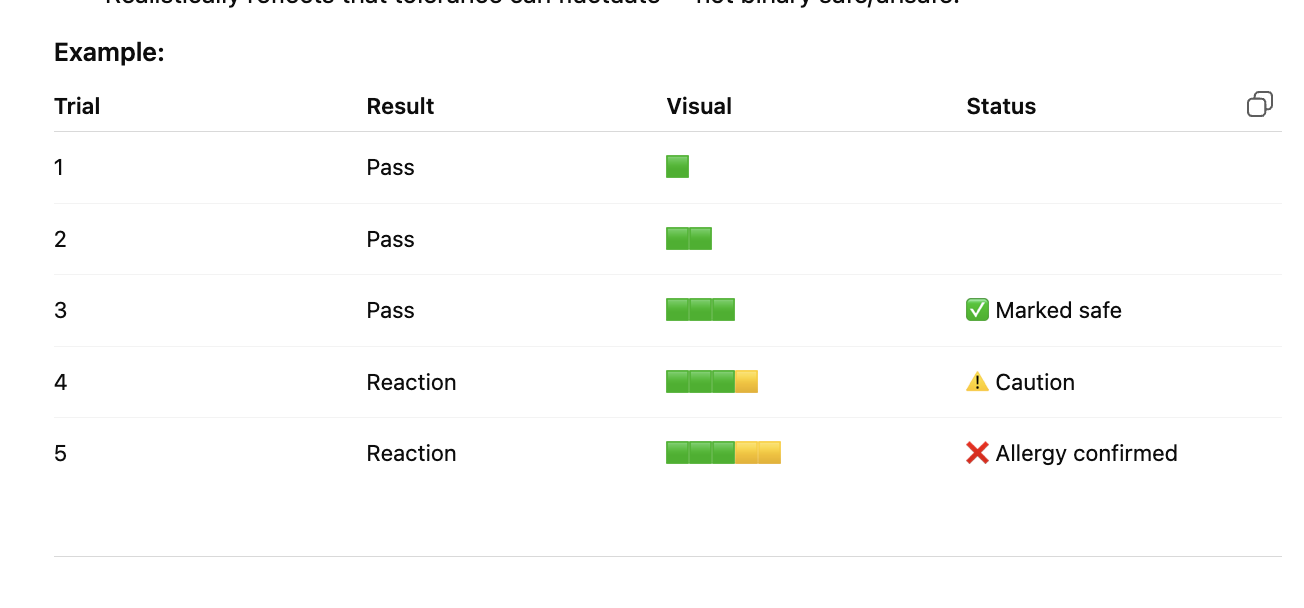 Realistically reflects that tolerance can fluctuate — not binary safe/unsafe.
Example:
Trial Result Visual Status
1 Pass 🟩
2 Pass 🟩🟩
3 Pass 🟩🟩🟩 ✅ Marked safe
4 Reaction 🟩🟩🟩🟨 ⚠️ Caution
5 Reaction 🟩🟩🟩🟨🟨 ❌ Allergy confirmed